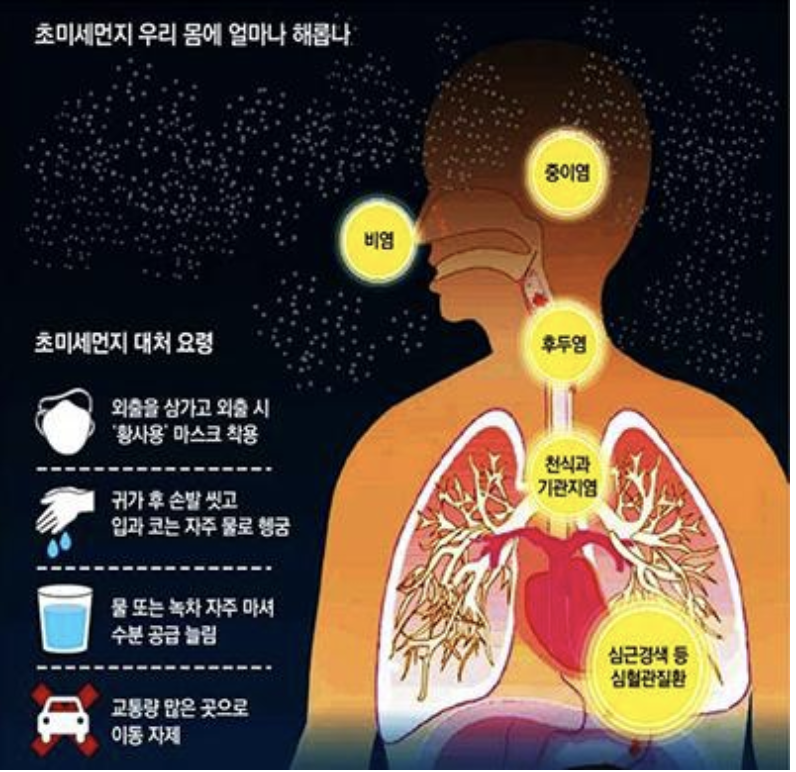 초미세먼지 우리 몸에 얼마나 해롭나
중이염
비염
후두염
천식과
기관지염
심근경색 등
심혈관질환
초미세먼지 대처 요령
외출을 삼가고 외출 시
'황사용' 마스크 착용
귀가 후 손발 씻고
입과 코는 자주 물로 헹굼
물 또는 녹차 자주 마셔
수분 공급 늘림
교통량 많은 곳으로
이동 자제